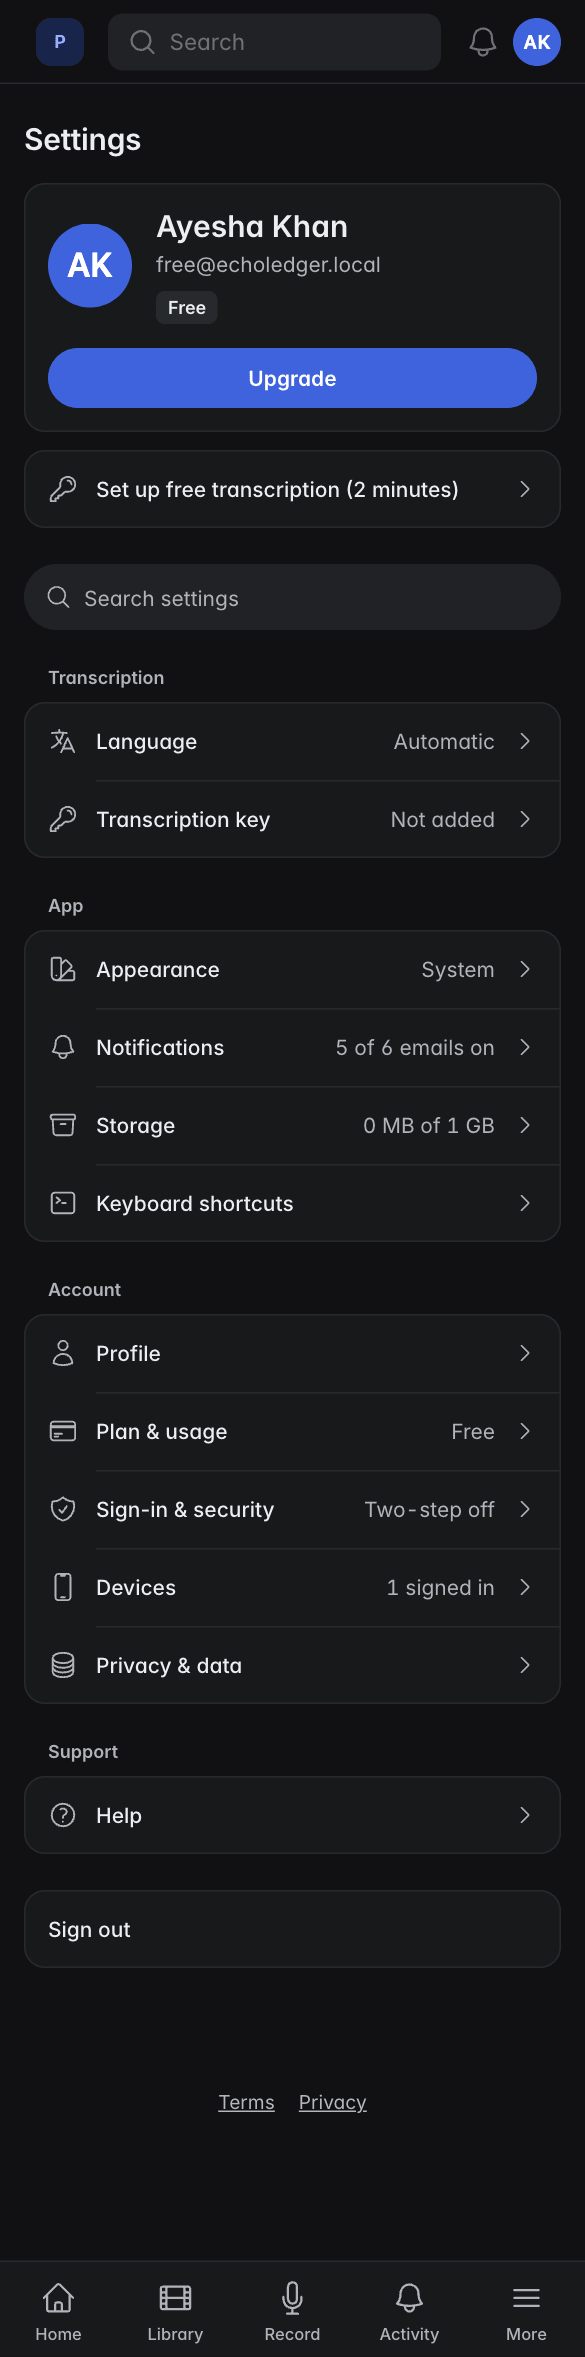 P
Search
AK
Settings
AK
Ayesha Khan
free@echoledger.local
Free
Upgrade
Set up free transcription (2 minutes)
Search settings
Transcription
Language Automatic
Transcription key Not added
App
Appearance System
Notifications 5 of 6 emails on
Storage 0 MB of 1 GB
Keyboard shortcuts
Account
Profile
Plan & usage Free
Sign-in & security Two-step off
Devices 1 signed in
Privacy & data
Support
Help
Sign out
Terms Privacy
Home Library Record Activity More